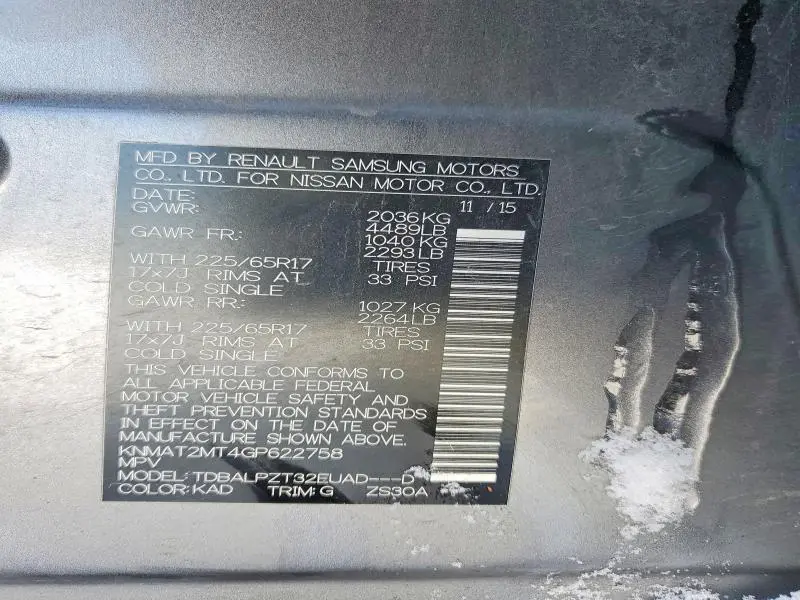 MFD BY RENAULT SAMSUNG MOTORS
CO., LTD. FOR NISSAN MOTOR CO., LTD.
DATE: 11 / 15
GVWR: 2036 KG
4489LB
GAWR FR.: 1040 KG
2293 LB
WITH 225/65R17 TIRES
17x7J RIMS AT 33 PSI
COLD SINGLE
GAWR RR.: 1027 KG
2264LB
WITH 225/65R17 TIRES
17x7J RIMS AT 33 PSI
COLD SINGLE
THIS VEHICLE CONFORMS TO
ALL APPLICABLE FEDERAL
MOTOR VEHICLE SAFETY AND
THEFT PREVENTION STANDARDS
IN EFFECT ON THE DATE OF
MANUFACTURE SHOWN ABOVE.
KNMAT2MT4GP622758
MPV
MODEL: TDBALPZT32EUAD---D
COLOR: KAD TRIM: G ZS30A